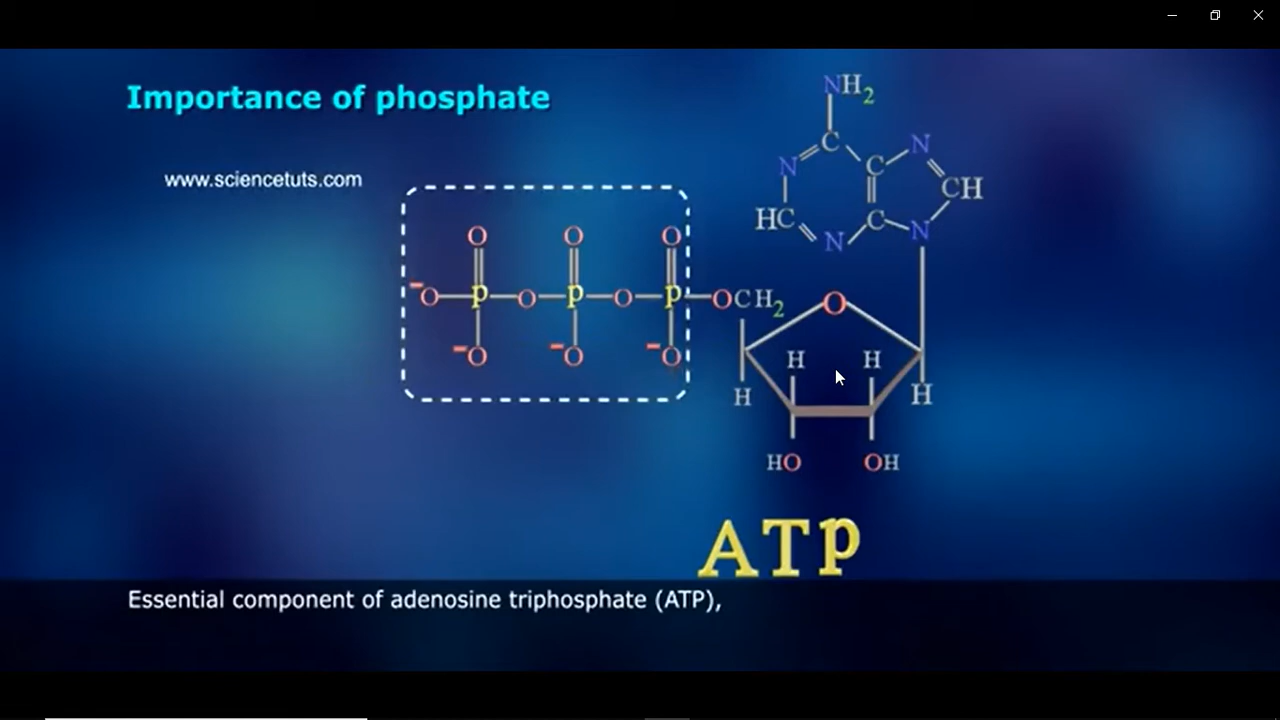 Importance of phosphate
www.sciencetuts.com
NH2
N
C
C
N
CH
HC
N
C
N
O O O
-O P O P O P OCH2 O
-O -O -O
H H
H H
HO OH
ATP
Essential component of adenosine triphosphate (ATP),